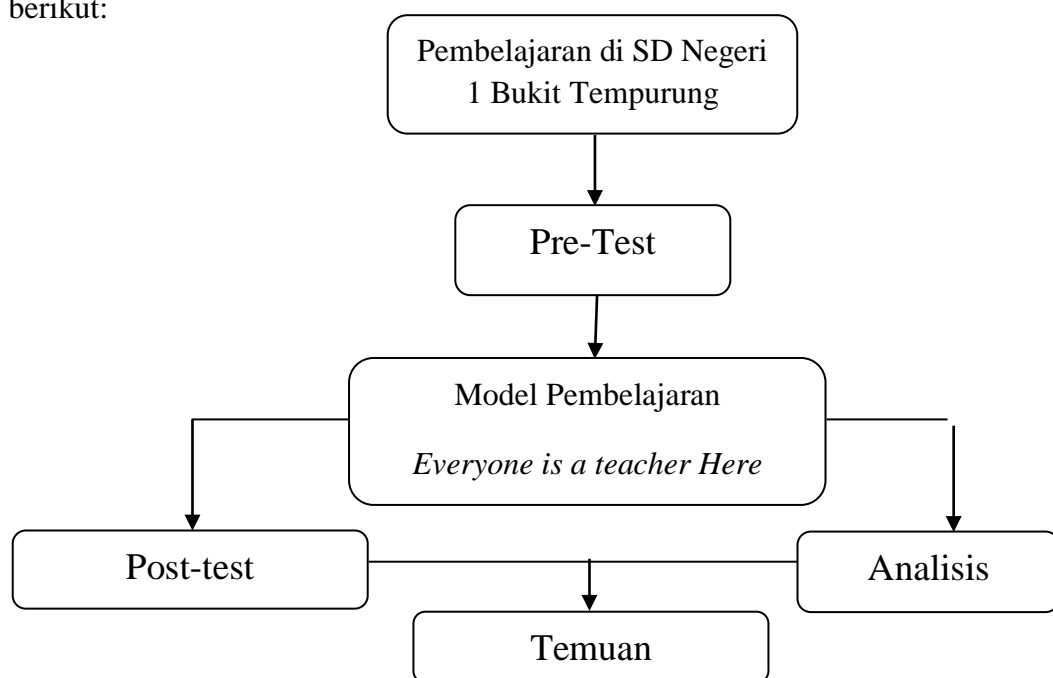 berikut:
Pembelajaran di SD Negeri
1 Bukit Tempurung
Pre-Test
Model Pembelajaran
Everyone is a teacher Here
Post-test
Analisis
Temuan